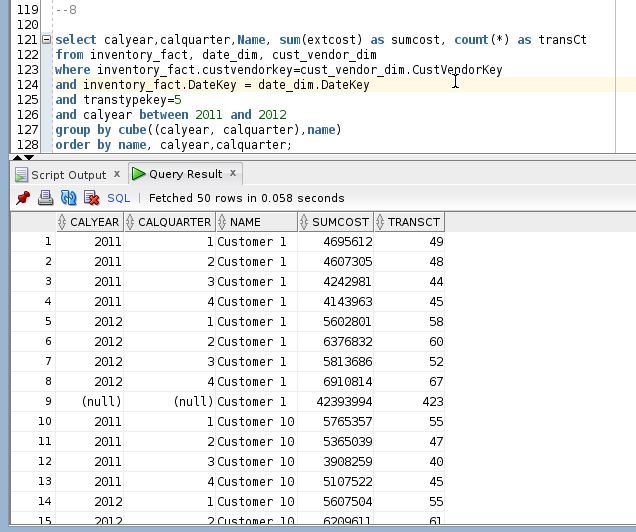 119 --8
120
121 select calyear,calquarter,Name, sum(extcost) as sumcost, count(*) as transCt
122 from inventory_fact, date_dim, cust_vendor_dim
123 where inventory_fact.custvendorkey=cust_vendor_dim.CustVendorKey
124 and inventory_fact.DateKey = date_dim.DateKey
125 and transtypekey=5
126 and calyear between 2011 and 2012
127 group by cube((calyear, calquarter),name)
128 order by name, calyear,calquarter;
Script Output × Query Result ×
SQL | Fetched 50 rows in 0.058 seconds
CALYEAR CALQUARTER NAME SUMCOST TRANSCT
1 2011 1 Customer 1 4695612 49
2 2011 2 Customer 1 4607305 48
3 2011 3 Customer 1 4242981 44
4 2011 4 Customer 1 4143963 45
5 2012 1 Customer 1 5602801 58
6 2012 2 Customer 1 6376832 60
7 2012 3 Customer 1 5813686 52
8 2012 4 Customer 1 6910814 67
9 (null) (null) Customer 1 42393994 423
10 2011 1 Customer 10 5765357 55
11 2011 2 Customer 10 5365039 47
12 2011 3 Customer 10 3908259 40
13 2011 4 Customer 10 5107522 45
14 2012 1 Customer 10 5607504 55
15 2012 2 Customer 10 6209611 61